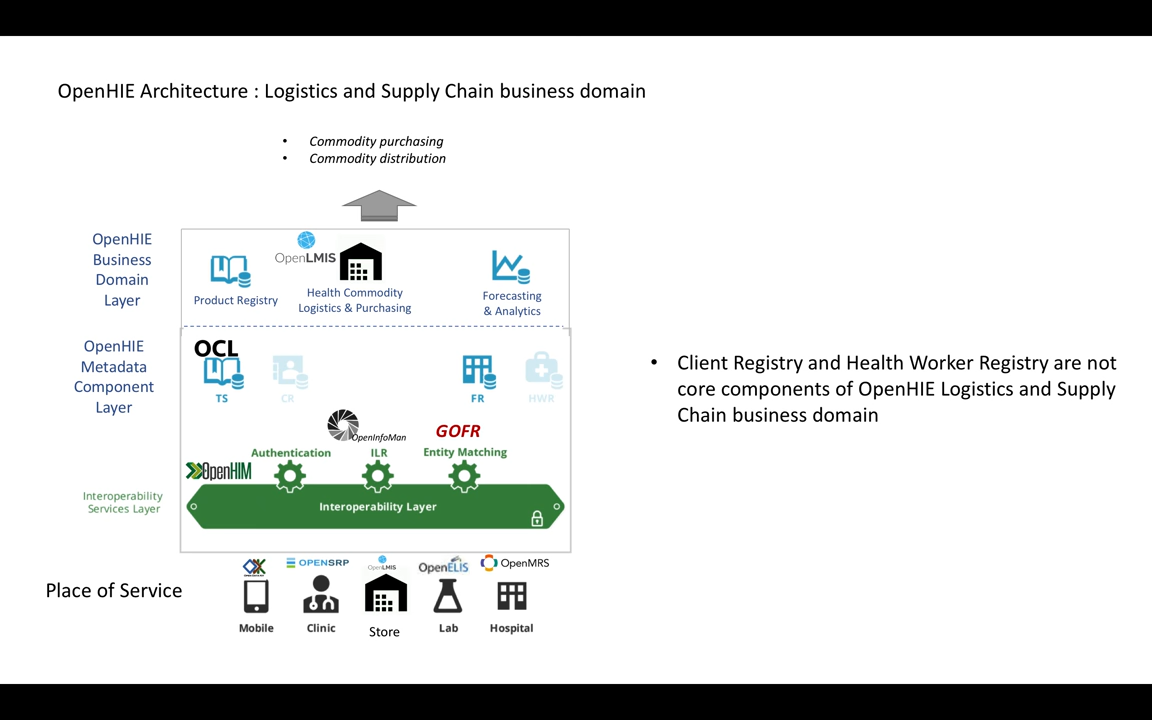 OpenHIE Architecture : Logistics and Supply Chain business domain
• Commodity purchasing
• Commodity distribution
OpenHIE
Business
Domain
Layer
OpenLMIS
Product Registry
Health Commodity
Logistics & Purchasing
Forecasting
& Analytics
OpenHIE
Metadata
Component
Layer
OCL
TS
CR
FR
HWR
• Client Registry and Health Worker Registry are not
core components of OpenHIE Logistics and Supply
Chain business domain
OpenInfoMan
GOFR
Authentication
ILR
Entity Matching
OpenHIM
Interoperability
Services Layer
Interoperability Layer
Place of Service
OPENSRP
OpenLMIS
OpenELIS
OpenMRS
Mobile
Clinic
Store
Lab
Hospital